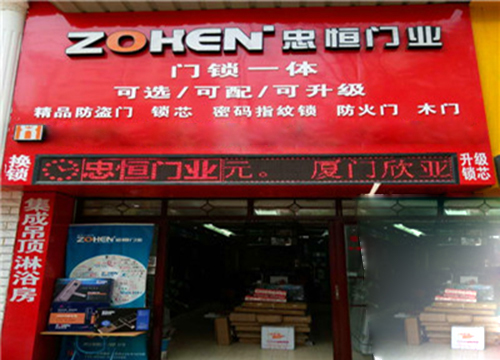 ZOHEN 忠恒门业
门锁一体
可选/可配/可升级
精品防盗门 锁芯 密码指紋锁 防火门 木门
换锁
忠恒门业元。 厦门欣亚
升级锁芯
集成吊顶淋浴房
ZOHEN